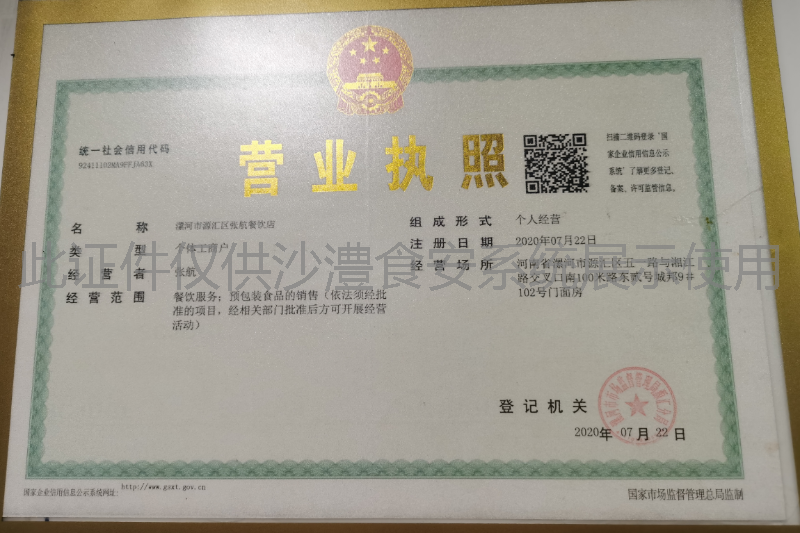 统一社会信用代码
92411102MA9FFJA83X
营业执照
扫描二维码登录“国
家企业信用信息公示
系统”了解更多登记、
备案、许可监管信息。
名称 漯河市源汇区张航餐饮店
类型 个体工商户
经营者 张航
经营范围 餐饮服务；预包装食品的销售（依法须经批
准的项目，经相关部门批准后方可开展经营
活动）
组成形式 个人经营
注册日期 2020年07月22日
经营场所 河南省漯河市源汇区五一路与湘江
路交叉口南100米路东贰号城邦9#
102号门面房
此证件仅供沙澧食安系统展示使用
登记机关
2020年 07月 22日
国家企业信用信息公示系统网址: http://www.gsxt.gov.cn
国家市场监督管理总局监制